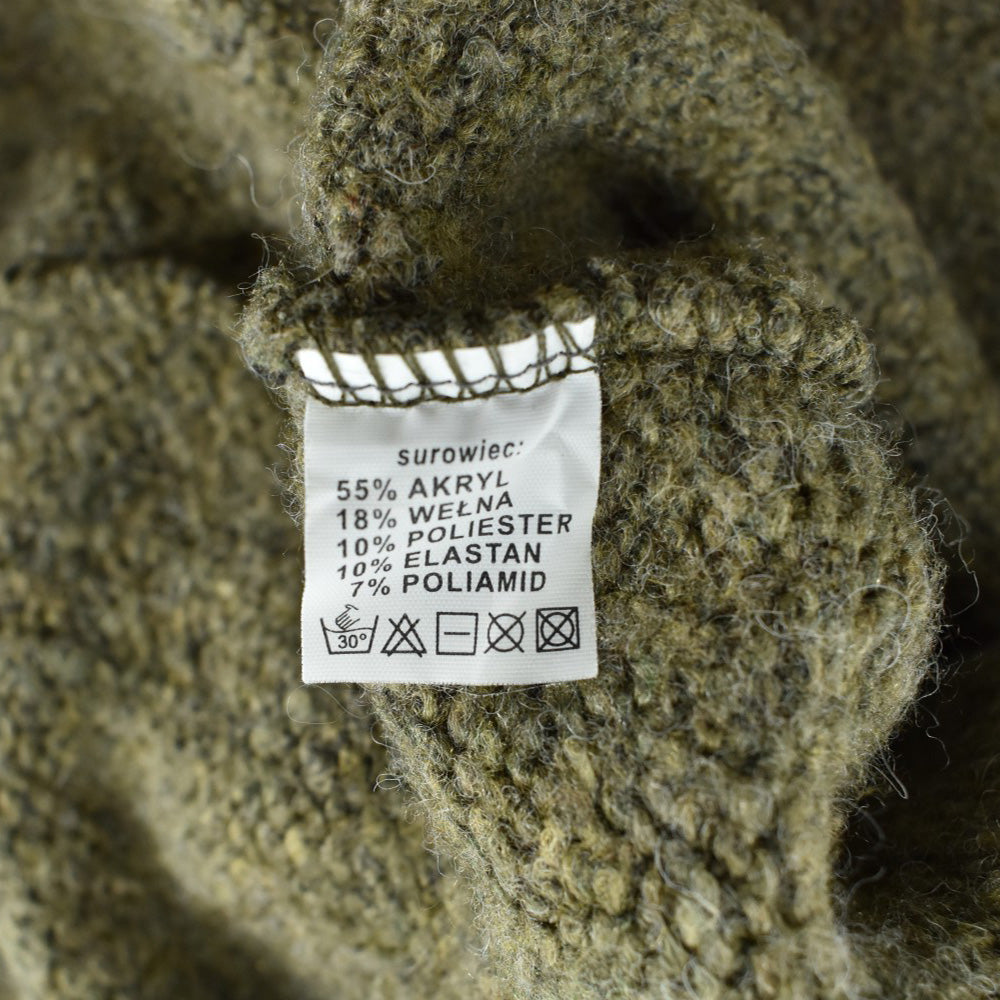 surowiec:
55% AKRYL
18% WEŁNA
10% POLIESTER
10% ELASTAN
7% POLIAMID
30°